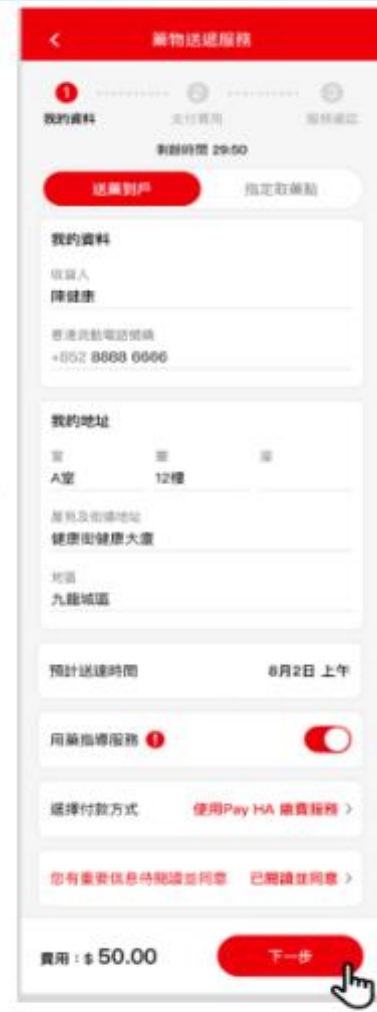 藥物送遞服務
1 2 3
我的資料 支付費用 服務確認
剩餘時間 29:50
送藥到戶 指定取藥點
我的資料
收貨人
陳健康
香港流動電話號碼
+852 8888 6666
我的地址
室 樓 座
A室 12樓
屋苑及街道地址
健康街健康大廈
地區
九龍城區
預計送達時間 8月2日 上午
用藥指導服務
選擇付款方式 使用Pay HA 繳費服務 >
您有重要信息待閱讀並同意 已閱讀並同意 >
費用：$ 50.00 下一步